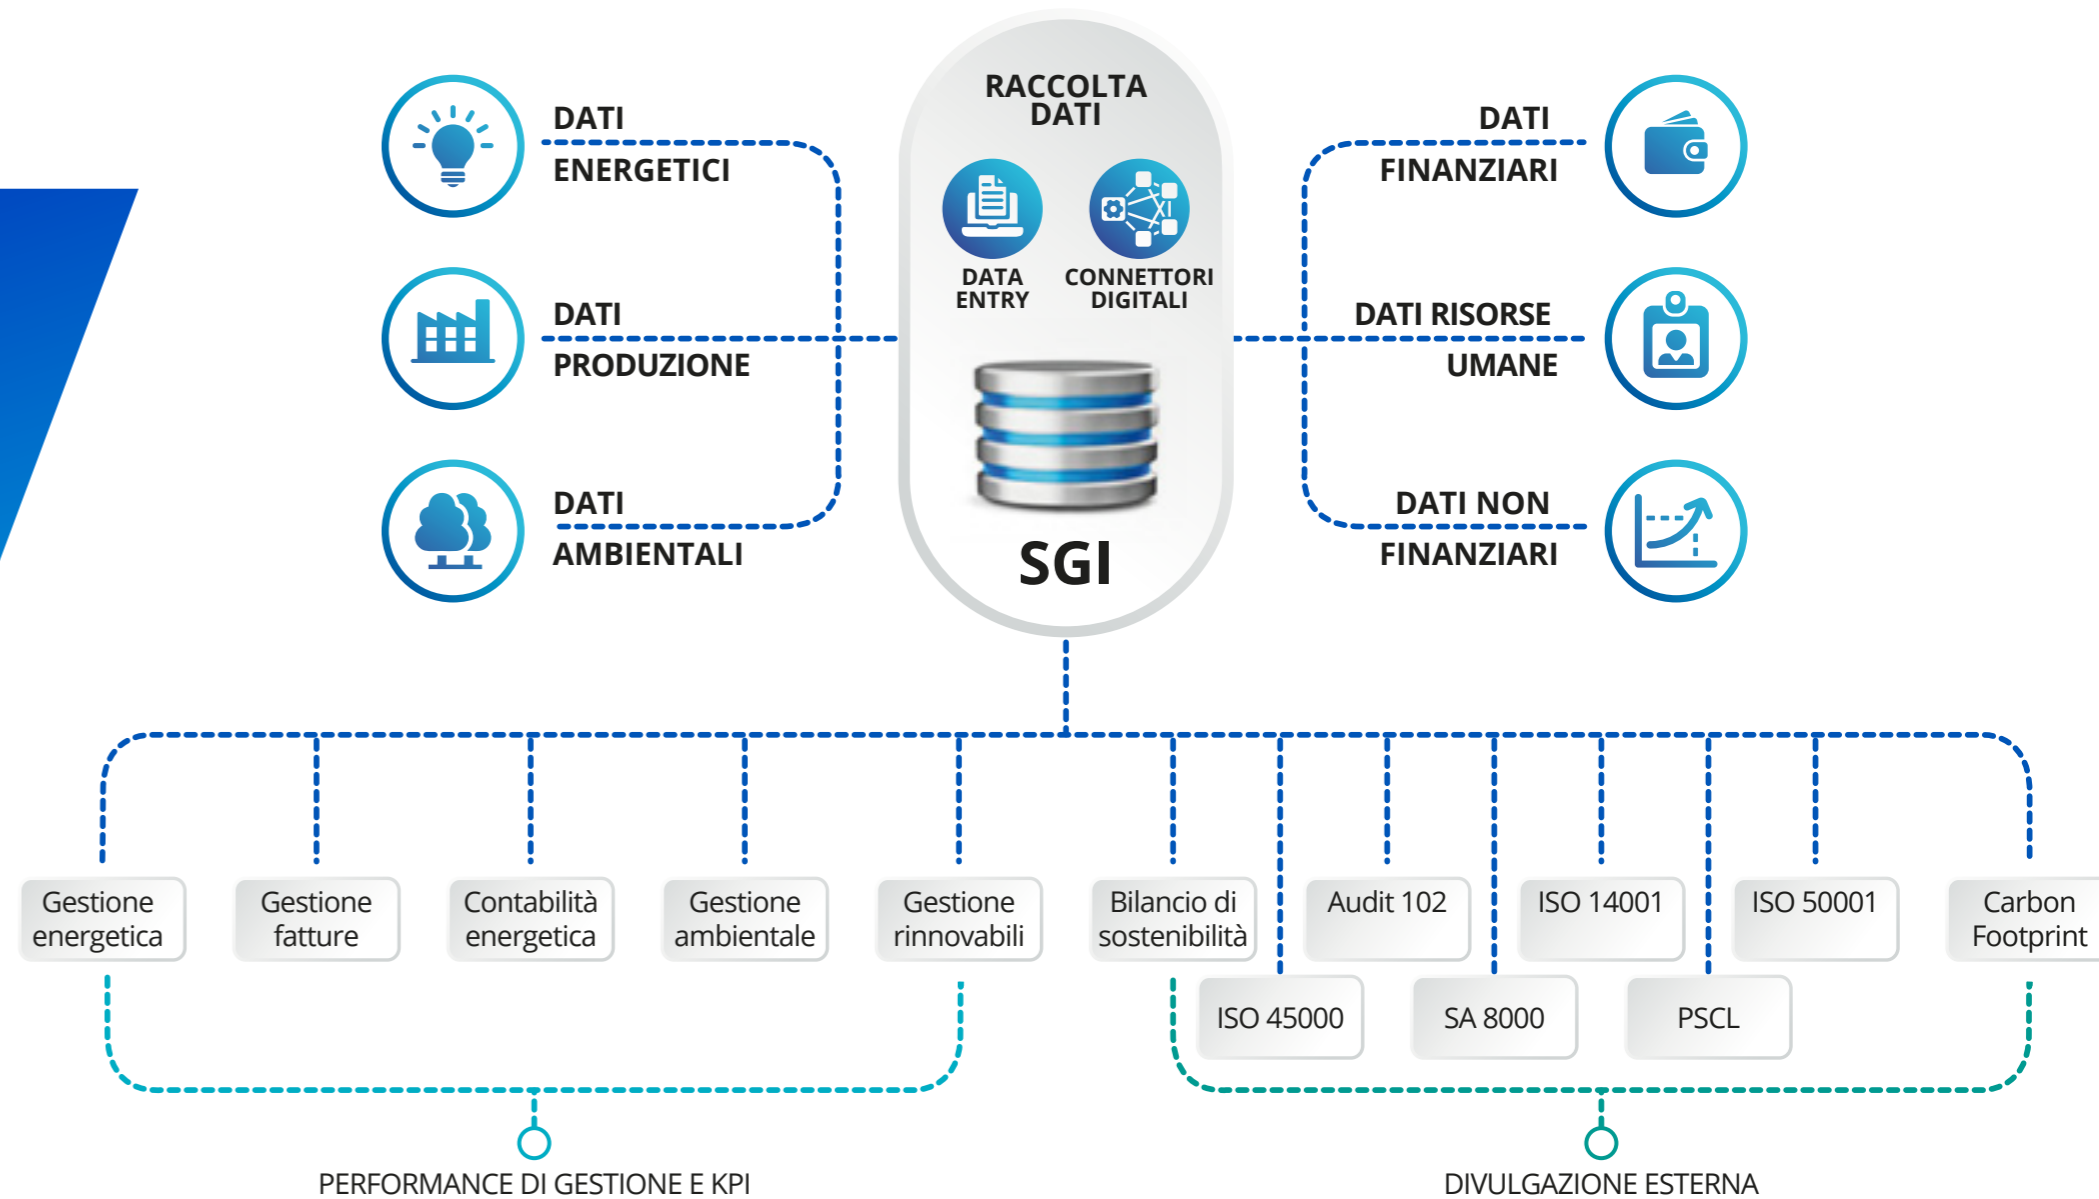 RACCOLTA
DATI
DATA
ENTRY
CONNETTORI
DIGITALI
SGI
DATI
ENERGETICI
DATI
PRODUZIONE
DATI
AMBIENTALI
DATI
FINANZIARI
DATI RISORSE
UMANE
DATI NON
FINANZIARI
Gestione
energetica
Gestione
fatture
Contabilità
energetica
Gestione
ambientale
Gestione
rinnovabili
Bilancio di
sostenibilità
Audit 102
ISO 14001
ISO 50001
Carbon
Footprint
ISO 45000
SA 8000
PSCL
PERFORMANCE DI GESTIONE E KPI
DIVULGAZIONE ESTERNA